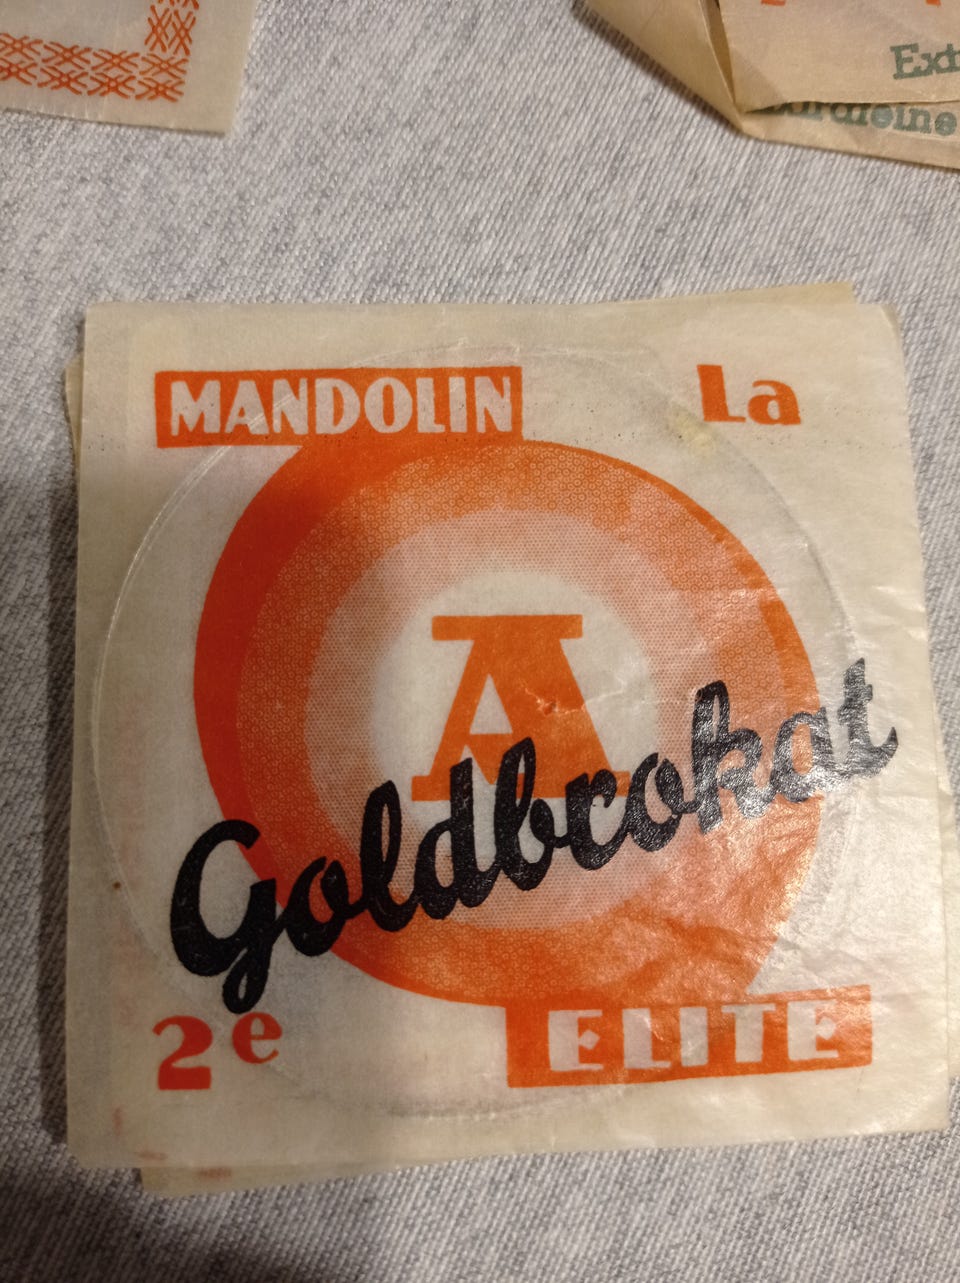 Ext
MANDOLIN
La
A
Goldbrokat
2e
ELITE